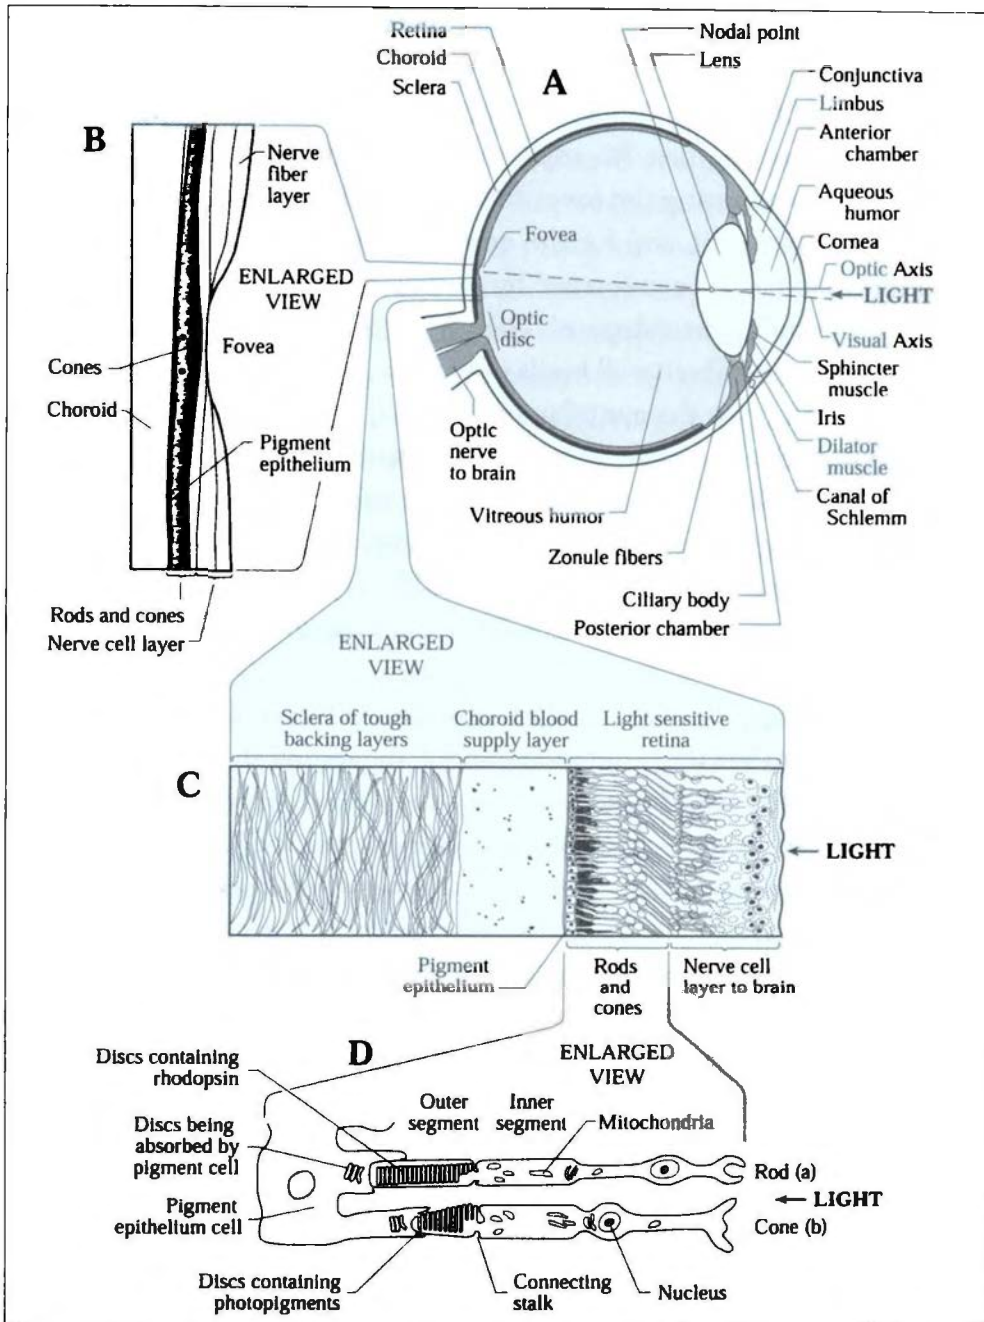 Retina
Choroid
Sclera
A
Nodal point
Lens
Conjunctiva
Limbus
Anterior
chamber
Aqueous
humor
Cornea
Optic Axis
LIGHT
Visual Axis
Sphincter
muscle
Iris
Dilator
muscle
Canal of
Schlemm
Fovea
Optic
disc
Optic
nerve
to brain
Vitreous humor
Zonule fibers
Ciliary body
Posterior chamber
B
Nerve
fiber
layer
ENLARGED
VIEW
Fovea
Cones
Choroid
Pigment
epithelium
Rods and cones
Nerve cell layer
ENLARGED
VIEW
C
Sclera of tough
backing layers
Choroid blood
supply layer
Light sensitive
retina
LIGHT
Pigment
epithelium
Rods
and
cones
Nerve cell
layer to brain
D
ENLARGED
VIEW
Discs containing
rhodopsin
Outer
segment
Inner
segment
Mitochondria
Discs being
absorbed by
pigment cell
Rod (a)
LIGHT
Pigment
epithelium cell
Cone (b)
Discs containing
photopigments
Connecting
stalk
Nucleus